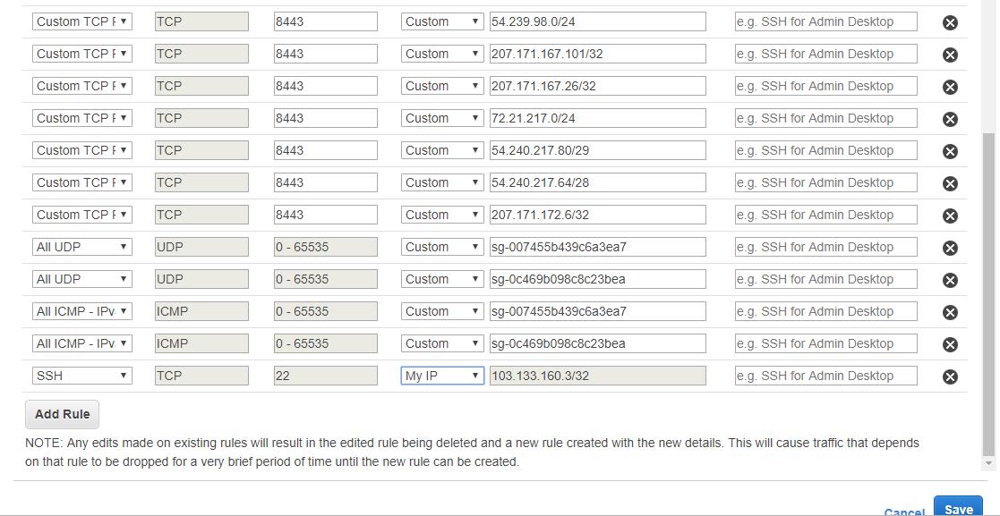 Custom TCP F TCP 8443 Custom 54.239.98.0/24 e.g. SSH for Admin Desktop
Custom TCP F TCP 8443 Custom 207.171.167.101/32 e.g. SSH for Admin Desktop
Custom TCP F TCP 8443 Custom 207.171.167.26/32 e.g. SSH for Admin Desktop
Custom TCP F TCP 8443 Custom 72.21.217.0/24 e.g. SSH for Admin Desktop
Custom TCP F TCP 8443 Custom 54.240.217.80/29 e.g. SSH for Admin Desktop
Custom TCP F TCP 8443 Custom 54.240.217.64/28 e.g. SSH for Admin Desktop
Custom TCP F TCP 8443 Custom 207.171.172.6/32 e.g. SSH for Admin Desktop
All UDP UDP 0 - 65535 Custom sg-007455b439c6a3ea7 e.g. SSH for Admin Desktop
All UDP UDP 0 - 65535 Custom sg-0c469b098c8c23bea e.g. SSH for Admin Desktop
All ICMP - IPv ICMP 0 - 65535 Custom sg-007455b439c6a3ea7 e.g. SSH for Admin Desktop
All ICMP - IPv ICMP 0 - 65535 Custom sg-0c469b098c8c23bea e.g. SSH for Admin Desktop
SSH TCP 22 My IP 103.133.160.3/32 e.g. SSH for Admin Desktop
Add Rule
NOTE: Any edits made on existing rules will result in the edited rule being deleted and a new rule created with the new details. This will cause traffic that depends
on that rule to be dropped for a very brief period of time until the new rule can be created.
Cancel Save